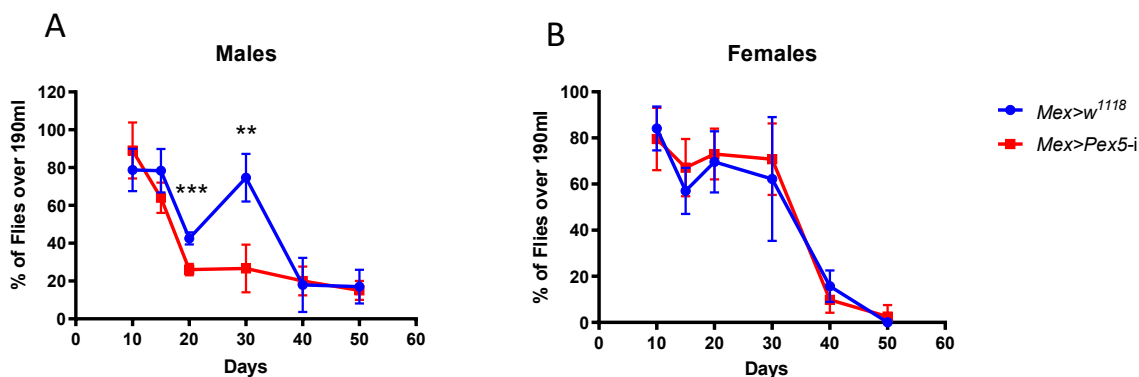 A
Males
% of Flies over 190ml
120
100
80
60
40
20
0
***
**
0 10 20 30 40 50 60
Days
B
Females
% of Flies over 190ml
100
80
60
40
20
0
0 10 20 30 40 50 60
Days
Mex>w1118
Mex>Pex5-i